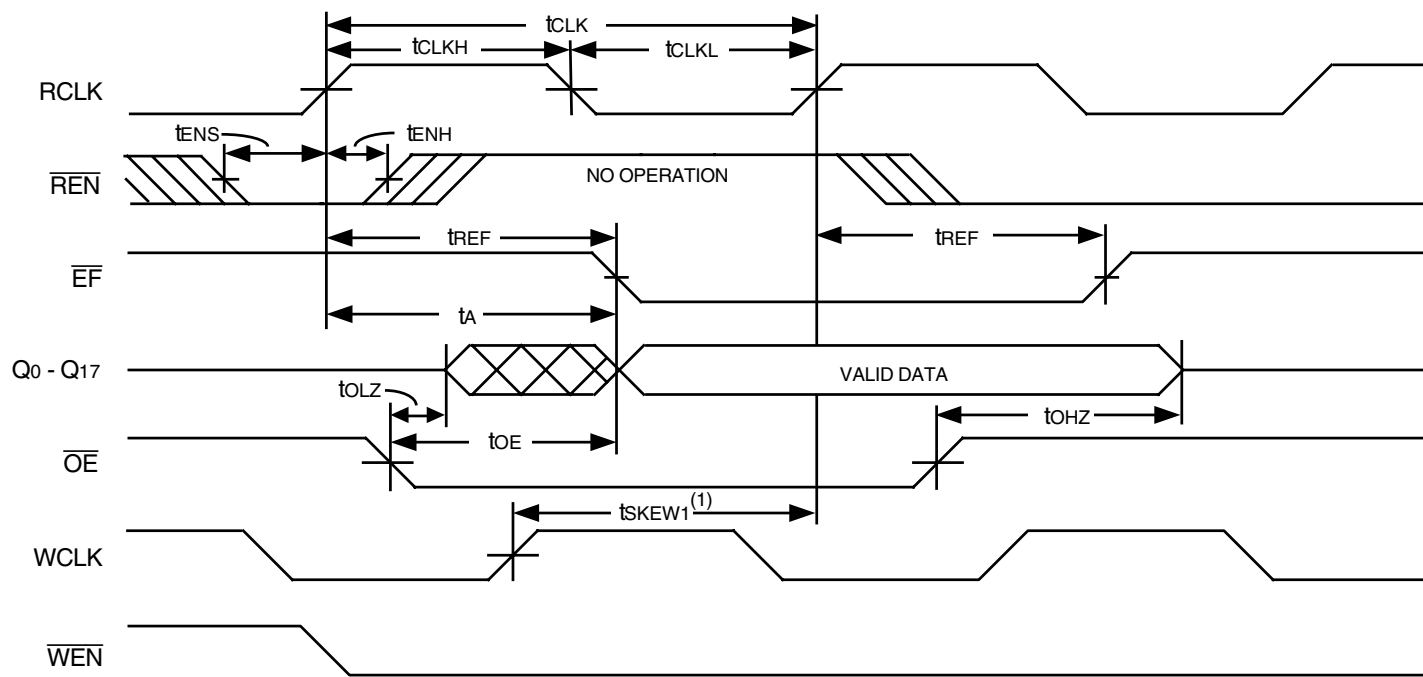 tCLK
tCLKH tCLKL
RCLK
tENS tENH
REN NO OPERATION
tREF tREF
EF
tA
Q0 - Q17 VALID DATA
tOLZ tOHZ
tOE
OE
tSKEW1(1)
WCLK
WEN